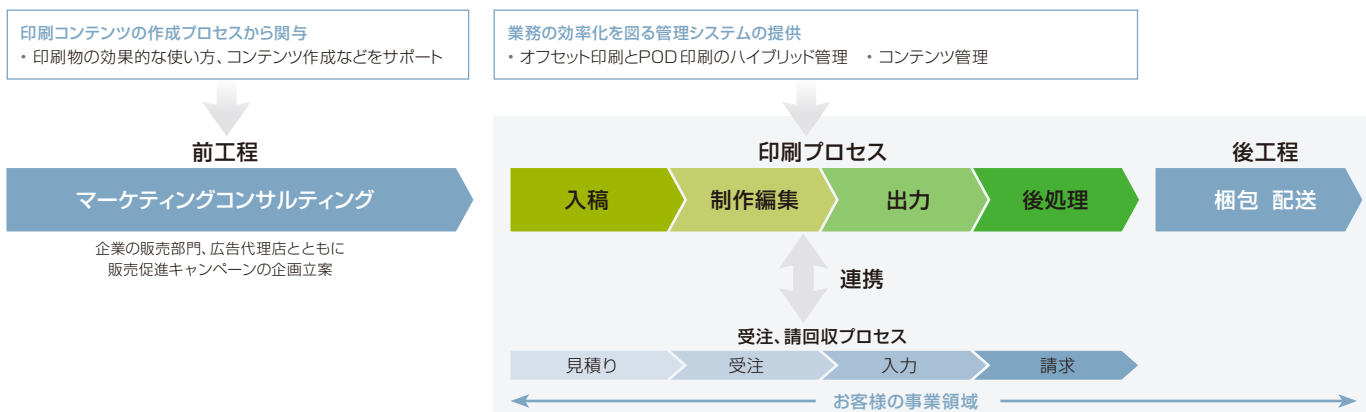 印刷コンテンツの作成プロセスから関与
・印刷物の効果的な使い方、コンテンツ作成などをサポート
業務の効率化を図る管理システムの提供
・オフセット印刷とPOD印刷のハイブリッド管理 ・コンテンツ管理
前工程
マーケティングコンサルティング
企業の販売部門、広告代理店とともに
販売促進キャンペーンの企画立案
印刷プロセス
後工程
入稿
制作編集
出力
後処理
梱包 配送
連携
受注、請回収プロセス
見積り
受注
入力
請求
お客様の事業領域